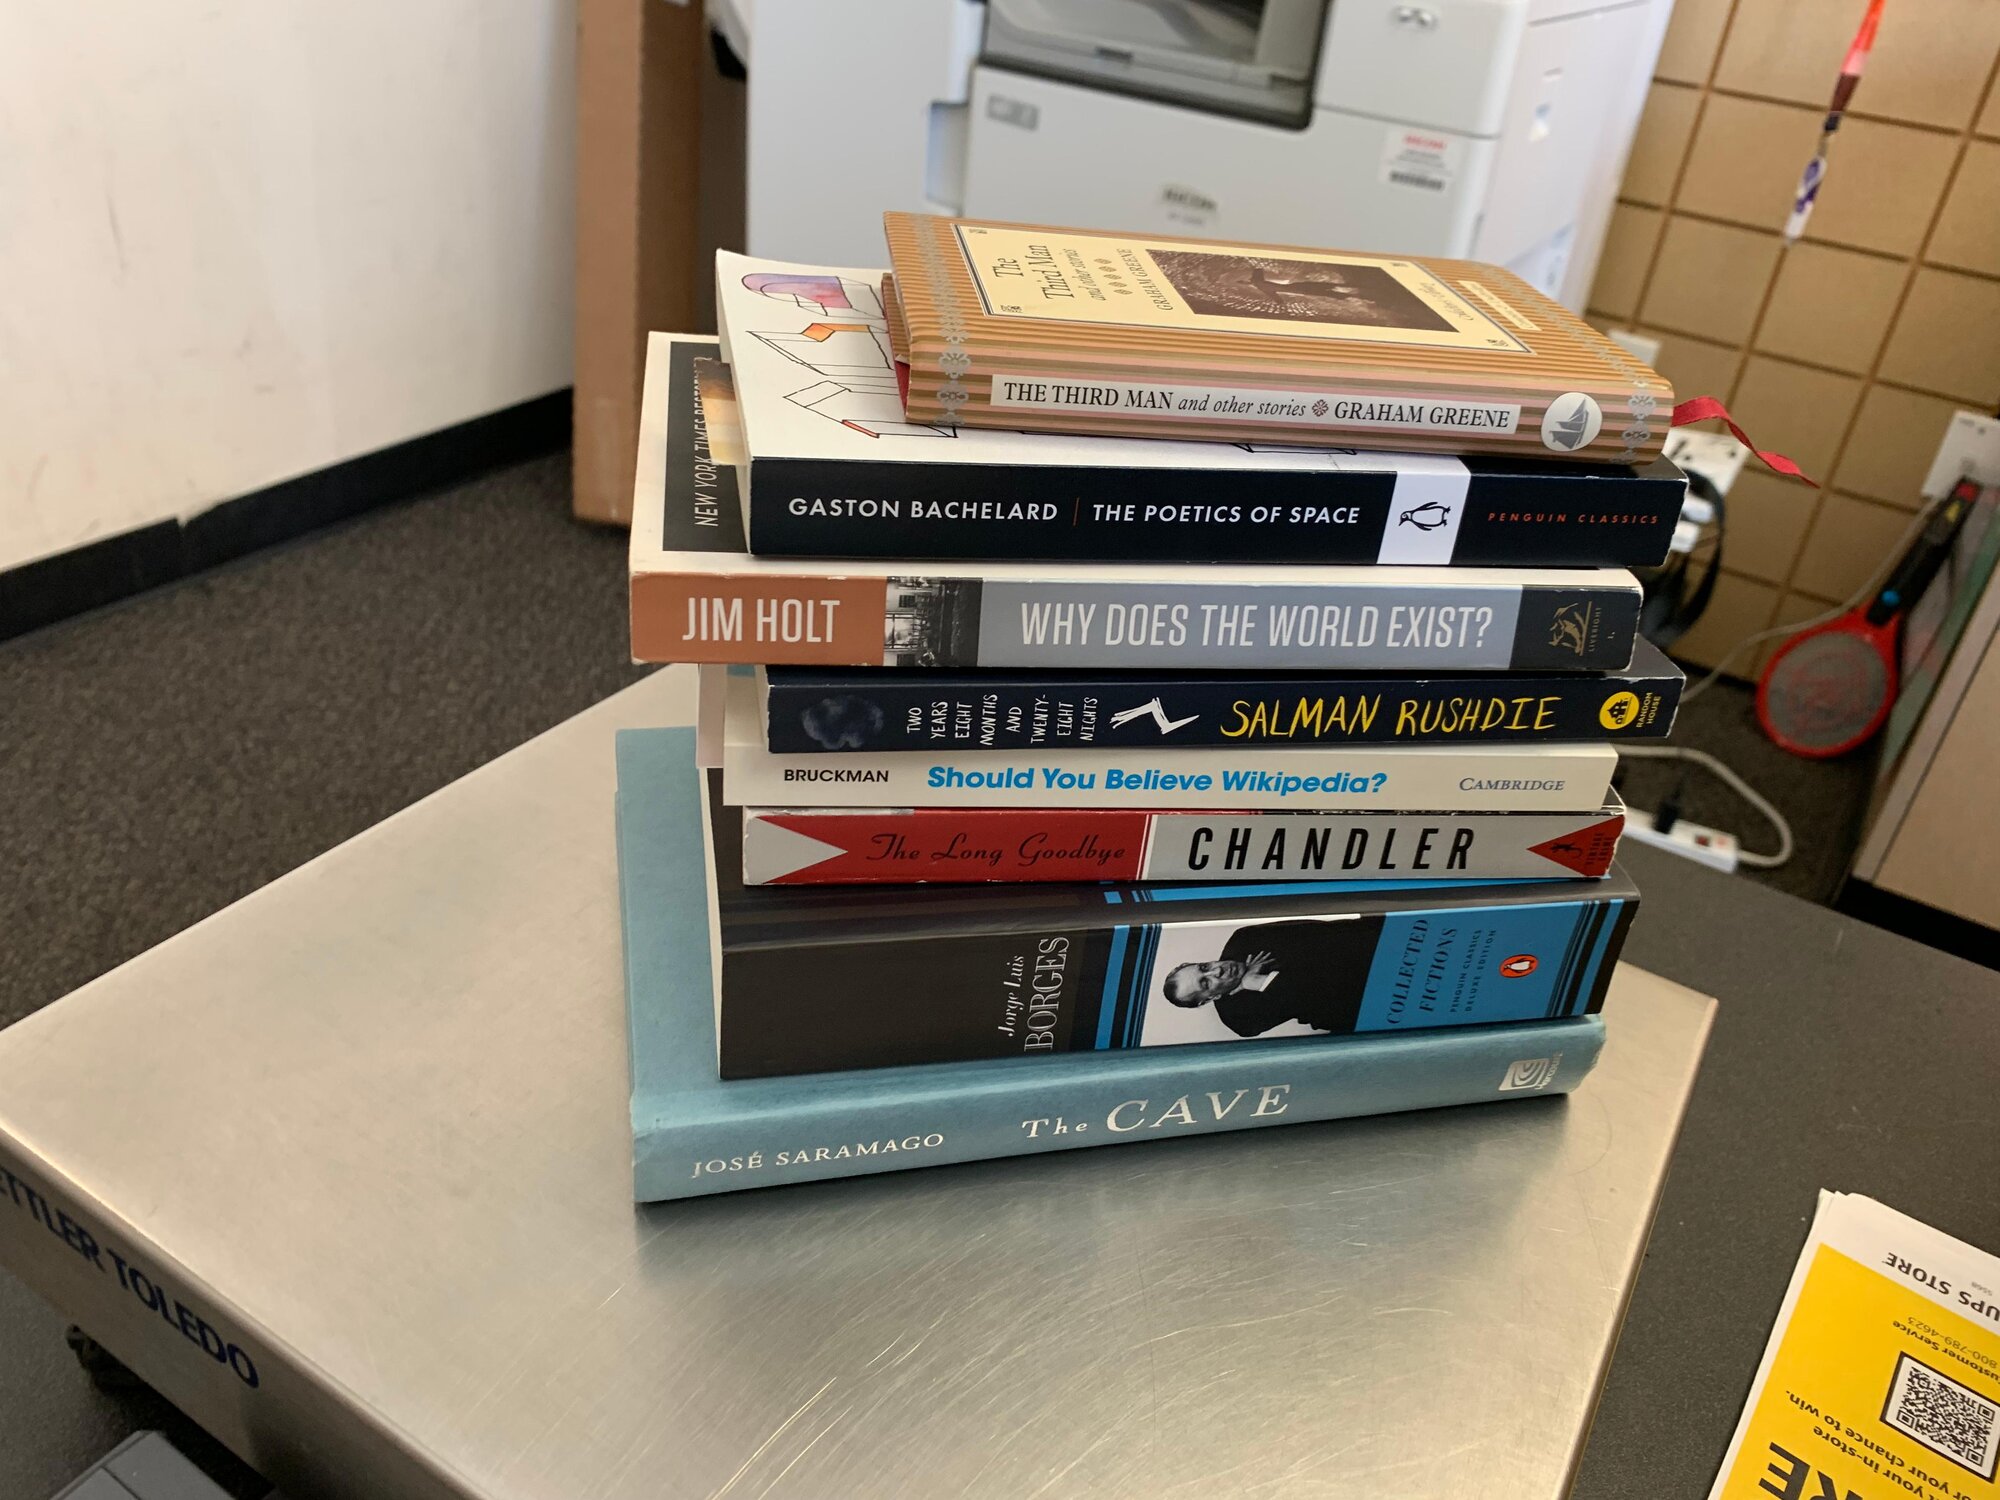 The
Third Man
and other stories
GRAHAM GREENE
THE THIRD MAN and other stories GRAHAM GREENE
NEW YORK TIMES
GASTON BACHELARD | THE POETICS OF SPACE PENGUIN CLASSICS
JIM HOLT WHY DOES THE WORLD EXIST? LIVERIGHT
TWO
YEARS
EIGHT
MONTHS
AND
TWENTY-
EIGHT
NIGHTS
SALMAN RUSHDIE
RANDOM
HOUSE
BRUCKMAN Should You Believe Wikipedia? CAMBRIDGE
The Long Goodbye CHANDLER
Jorge Luis
BORGES
COLLECTED
FICTIONS
PENGUIN CLASSICS
DELUXE EDITION
JOSÉ SARAMAGO The CAVE
TOLEDO
UPS STORE
5508
Customer Service
800-789-4623
your in-store
your chance to win.